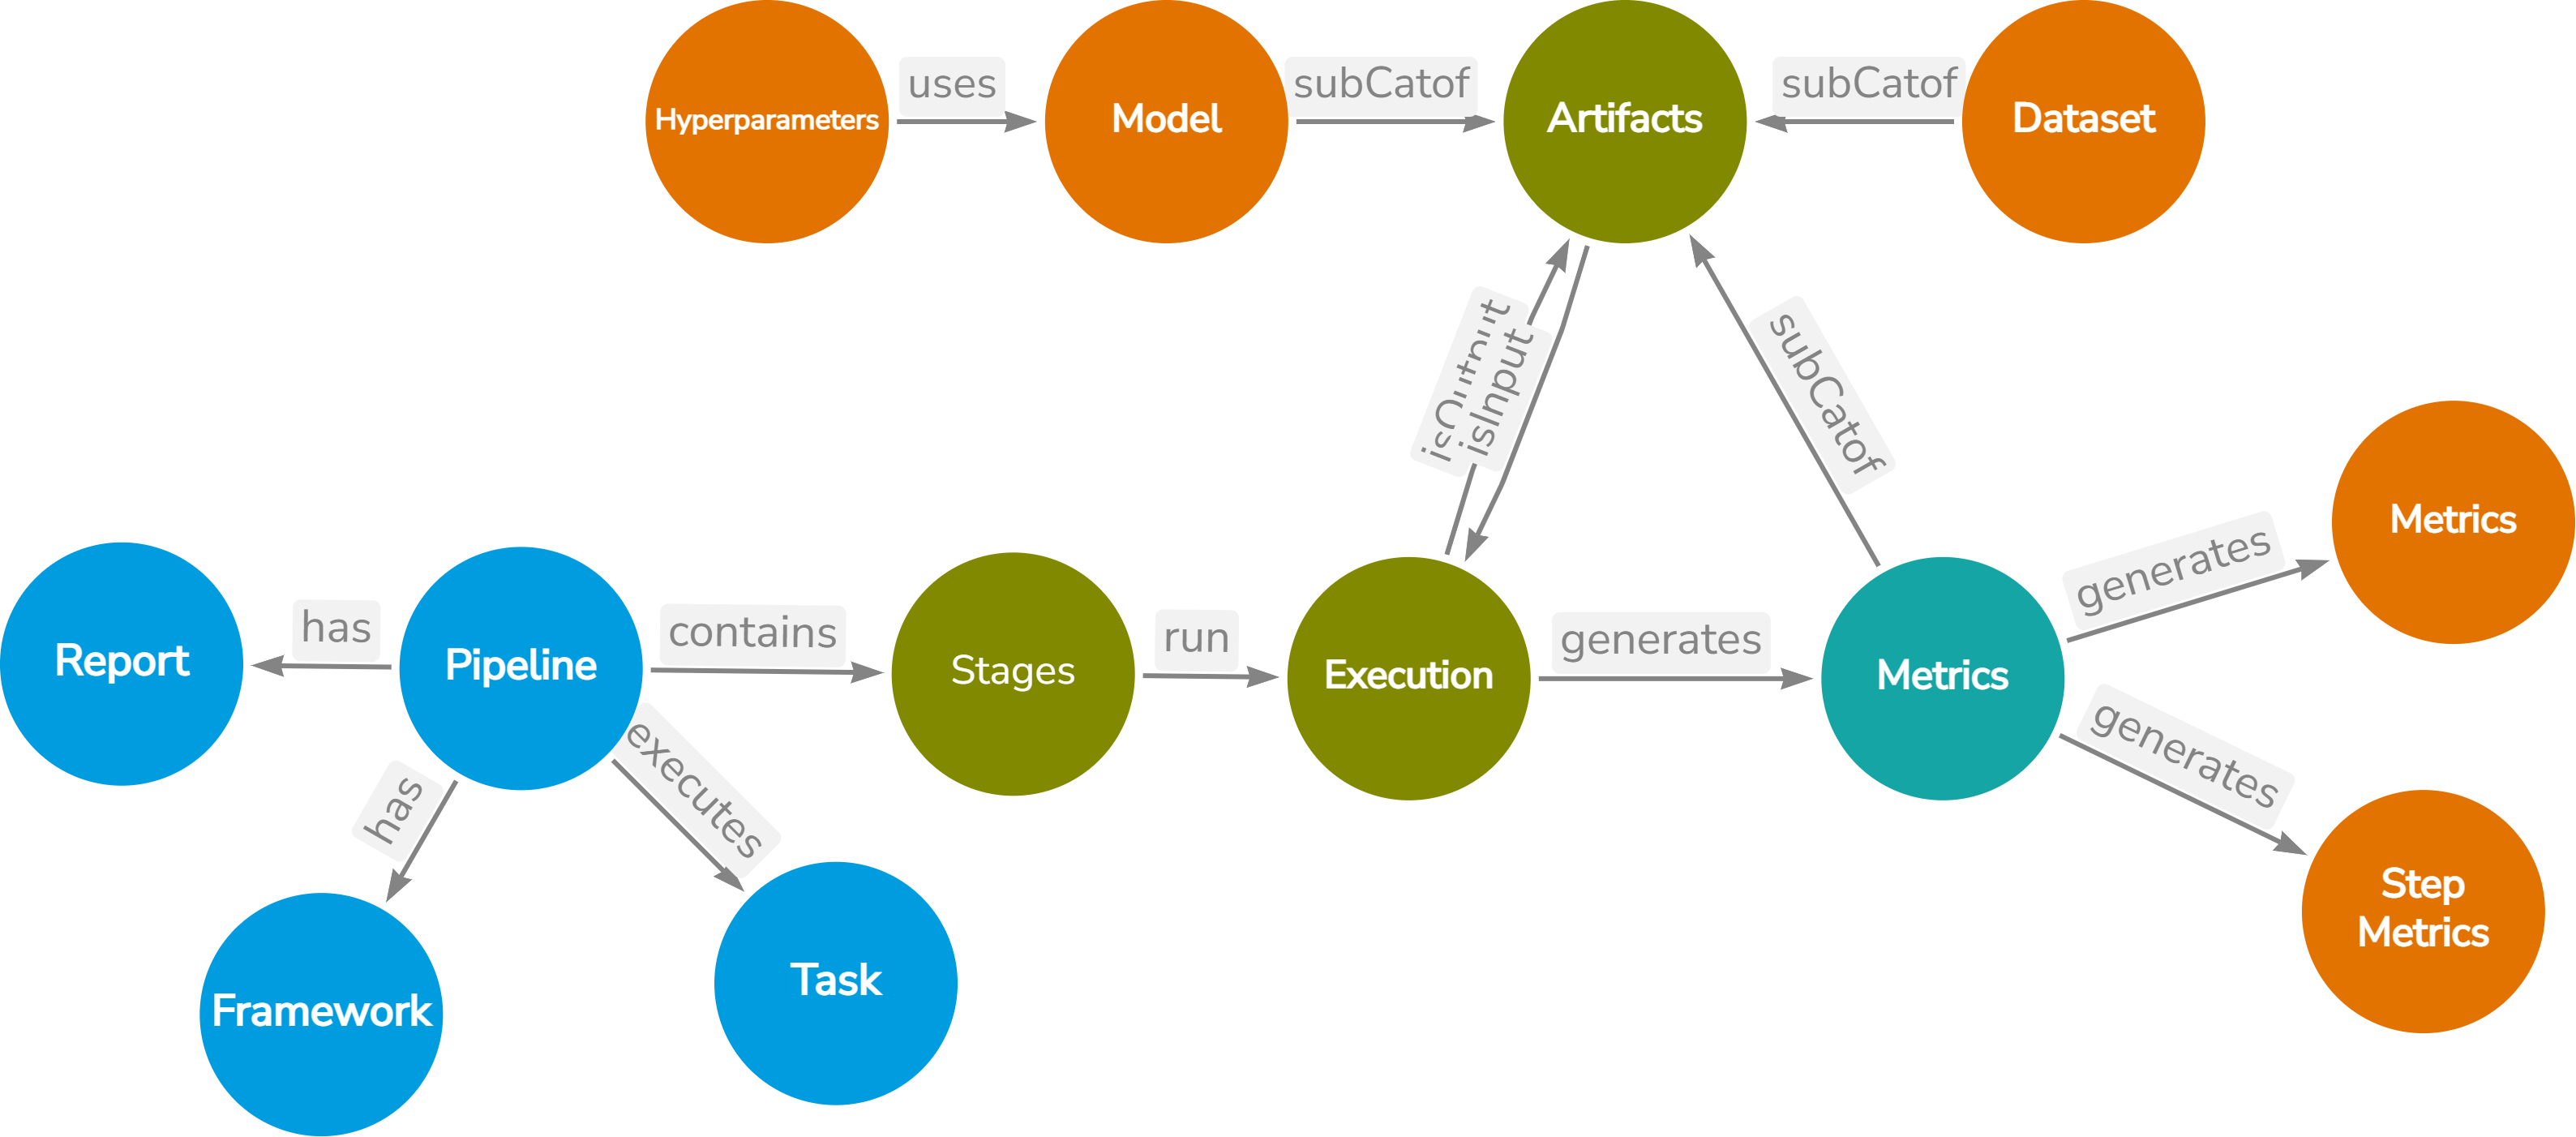 Hyperparameters
uses
Model
subCatof
Artifacts
subCatof
Dataset
isOutput
isInput
subCatof
Metrics
generates
Report
has
Pipeline
contains
Stages
run
Execution
generates
Metrics
generates
has
executes
Step
Metrics
Framework
Task